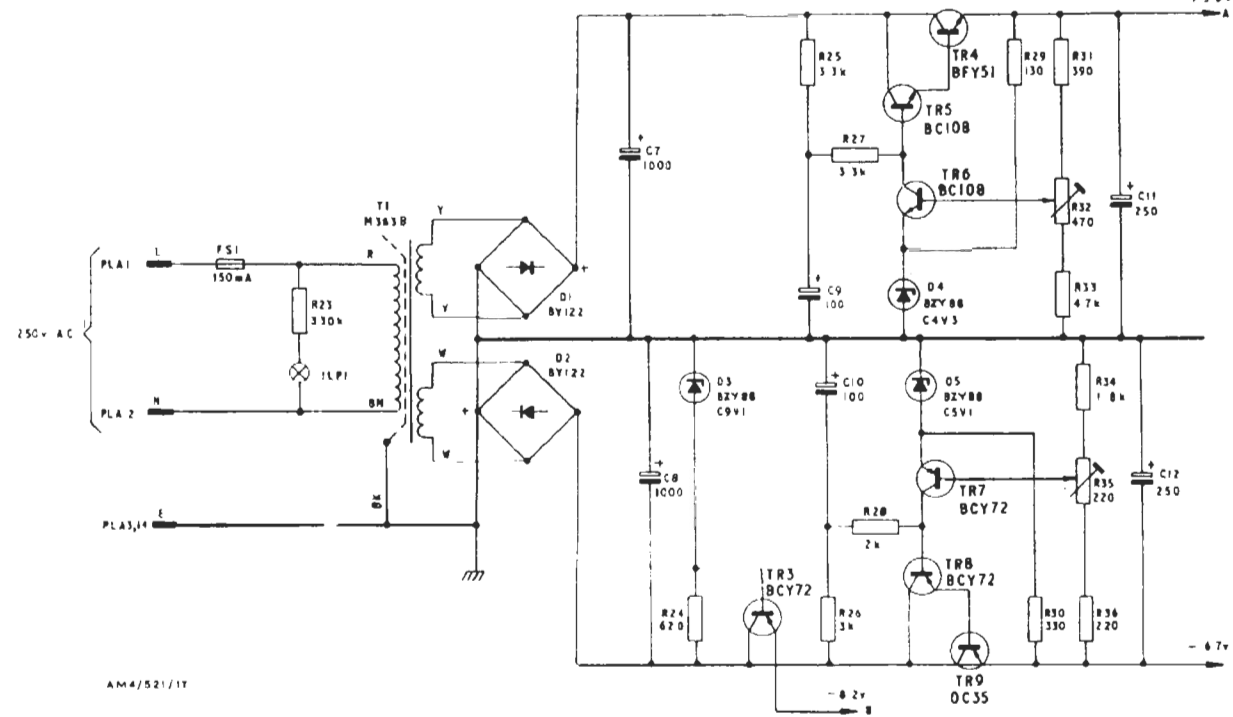 A
R25
3.3k
TR4
BFY51
R29
130
R31
390
TR5
BC108
+
C7
1000
R27
3.3k
TR6
BC108
R32
470
+
C11
250
T1
M363B
Y
Y
L
PLA1
FS1
150mA
R
R23
330k
+
D1
BY122
+
C9
100
D4
BZY88
C4V3
R33
4.7k
250v AC
1LP1
N
PLA2
BN
W
W
D2
BY122
+
D3
BZY88
C9V1
+
C10
100
D5
BZY88
C5V1
R34
1.8k
+
C8
1000
TR7
BCY72
R35
220
+
C12
250
BK
E
PLA3,14
R28
2k
TR3
BCY72
TR8
BCY72
R24
620
R26
3k
R30
330
R36
220
- 6.7v
TR9
OC35
AM4/521/17
-8.2v
B